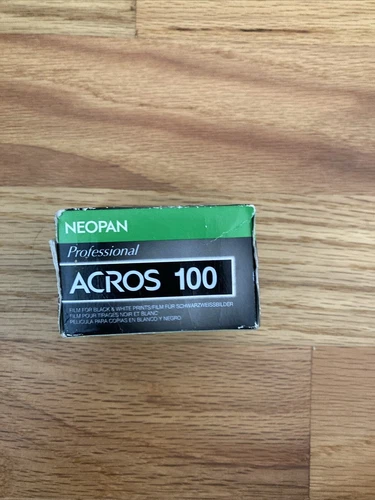 NEOPAN
Professional
ACROS 100
FILM FOR BLACK & WHITE PRINTS/FILM FÜR SCHWARZWEISSBILDER
FILM POUR TIRAGES NOIR ET BLANC
PELICULA PARA COPIAS EN BLANCO Y NEGRO